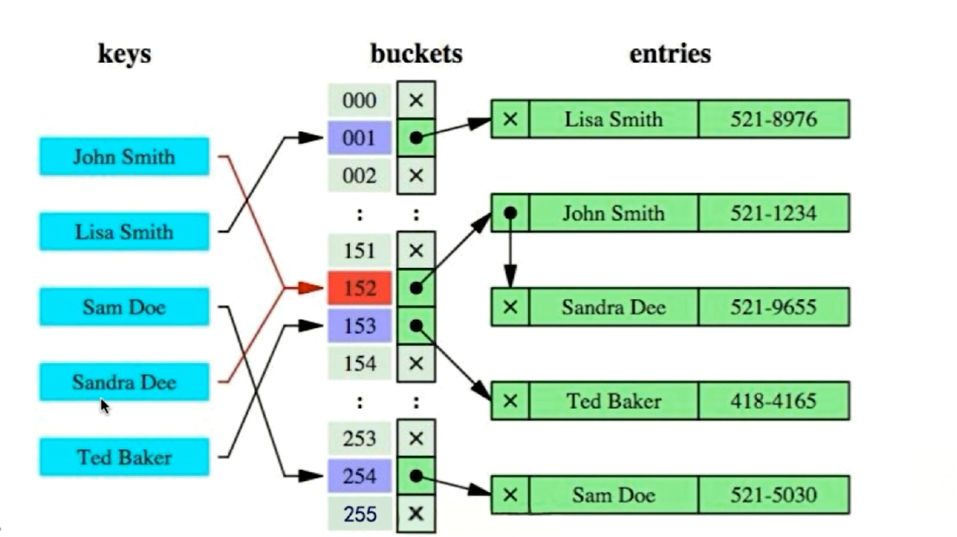 keys
buckets
entries
John Smith
Lisa Smith
Sam Doe
Sandra Dee
Ted Baker
000 ×
001
002 ×
: :
151 ×
152
153
154 ×
: :
253 ×
254
255 ×
× Lisa Smith 521-8976
John Smith 521-1234
× Sandra Dee 521-9655
× Ted Baker 418-4165
× Sam Doe 521-5030